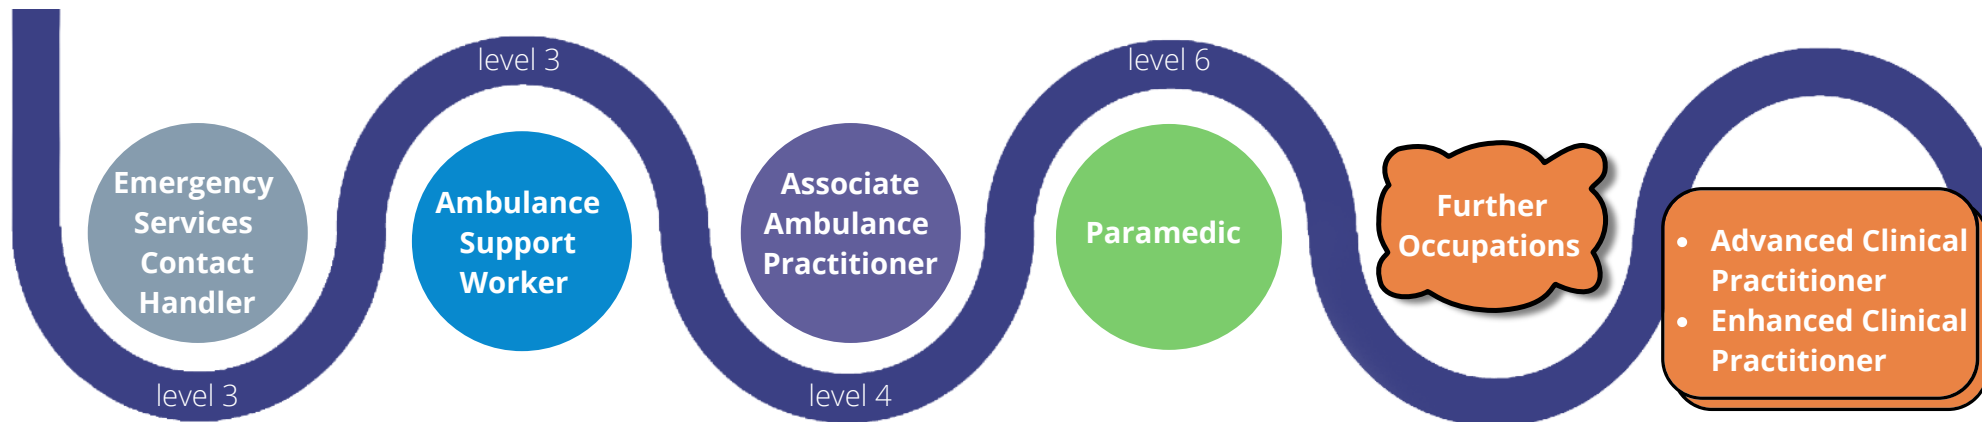 level 3
Emergency
Services
Contact
Handler
level 3
Ambulance
Support
Worker
Associate
Ambulance
Practitioner
level 4
level 6
Paramedic
Further
Occupations
• Advanced Clinical
Practitioner
• Enhanced Clinical
Practitioner